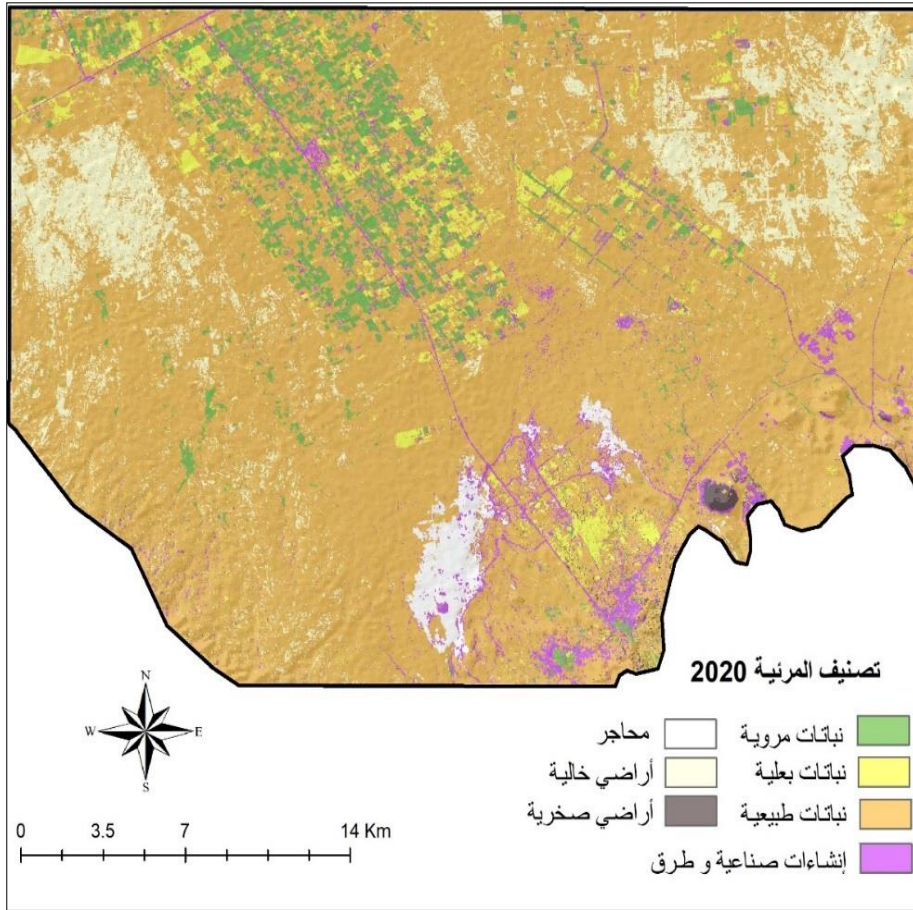 تصنيف المرئية 2020
نباتات مروية
نباتات بعلية
نباتات طبيعية
إنشاءات صناعية و طرق
محاجر
أراضي خالية
أراضي صخرية
N
W E
S
0 3.5 7 14 Km